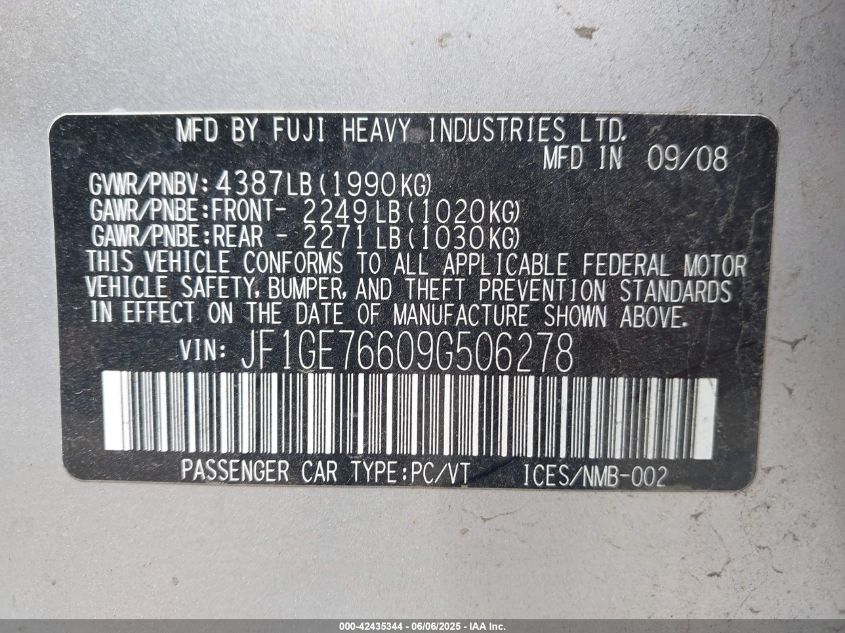 MFD BY FUJI HEAVY INDUSTRIES LTD.
MFD IN 09/08
GVWR/PNBV: 4387LB(1990KG)
GAWR/PNBE:FRONT- 2249LB(1020KG)
GAWR/PNBE:REAR - 2271LB(1030KG)
THIS VEHICLE CONFORMS TO ALL APPLICABLE FEDERAL MOTOR
VEHICLE SAFETY, BUMPER, AND THEFT PREVENTION STANDARDS
IN EFFECT ON THE DATE OF MANUFACTURE SHOWN ABOVE.
VIN: JF1GE76609G506278
PASSENGER CAR TYPE:PC/VT ICES/NMB-002
000-42435344 - 06/06/2025 - IAA Inc.